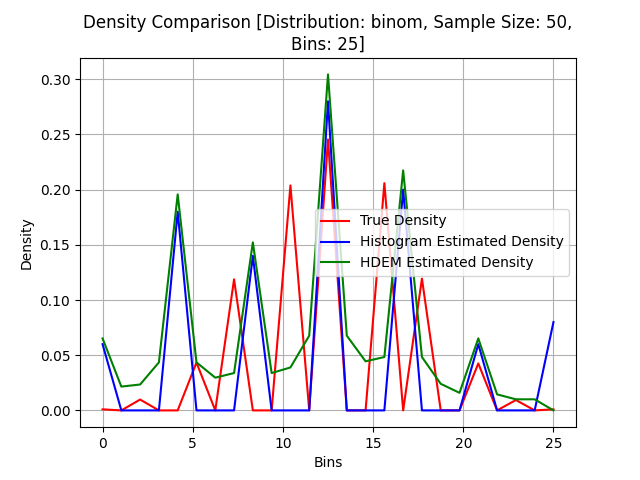 Density Comparison [Distribution: binom, Sample Size: 50,
Bins: 25]
Density
0.30
0.25
0.20
0.15
0.10
0.05
0.00
True Density
Histogram Estimated Density
HDEM Estimated Density
0 5 10 15 20 25
Bins